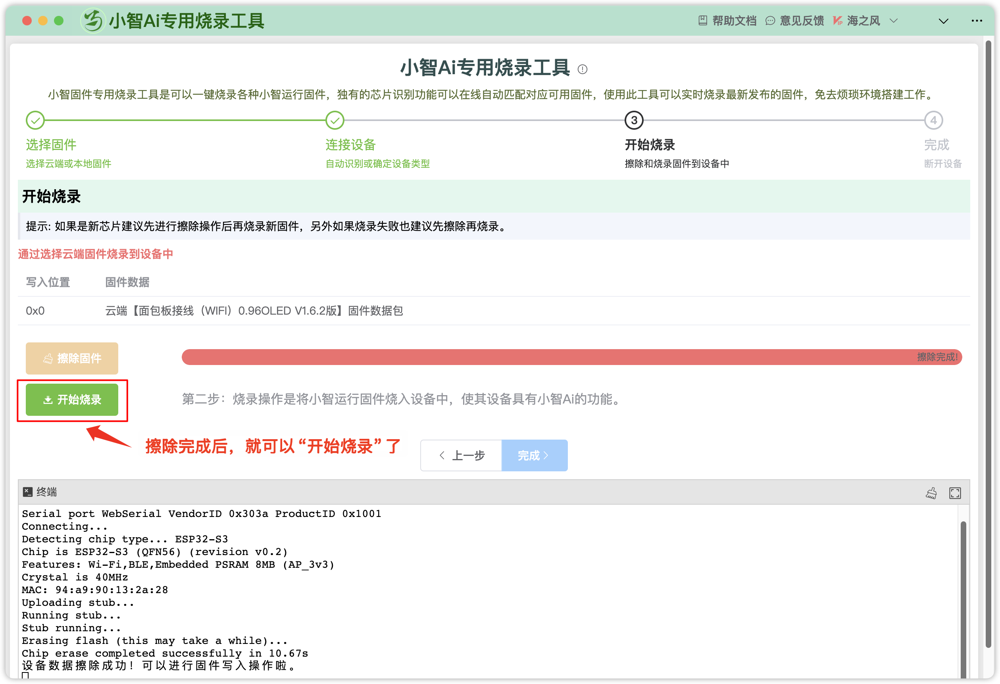 小智Ai专用烧录工具
帮助文档 意见反馈 VIP 海之风
小智Ai专用烧录工具
小智固件专用烧录工具是可以一键烧录各种小智运行固件，独有的芯片识别功能可以在线自动匹配对应可用固件，使用此工具可以实时烧录最新发布的固件，免去烦琐环境搭建工作。
3 4
选择固件 连接设备 开始烧录 完成
选择云端或本地固件 自动识别或确定设备类型 擦除和烧录固件到设备中 断开设备
开始烧录
提示: 如果是新芯片建议先进行擦除操作后再烧录新固件，另外如果烧录失败也建议先擦除再烧录。
通过选择云端固件烧录到设备中
写入位置 固件数据
0x0 云端【面包板接线（WIFI）0.96OLED V1.6.2版】固件数据包
擦除固件 擦除完成!
开始烧录 第二步：烧录操作是将小智运行固件烧入设备中，使其设备具有小智Ai的功能。
擦除完成后，就可以“开始烧录”了
上一步 完成
终端
Serial port WebSerial VendorID 0x303a ProductID 0x1001
Connecting...
Detecting chip type... ESP32-S3
Chip is ESP32-S3 (QFN56) (revision v0.2)
Features: Wi-Fi,BLE,Embedded PSRAM 8MB (AP_3v3)
Crystal is 40MHz
MAC: 94:a9:90:13:2a:28
Uploading stub...
Running stub...
Stub running...
Erasing flash (this may take a while)...
Chip erase completed successfully in 10.67s
设备数据擦除成功！可以进行固件写入操作啦。